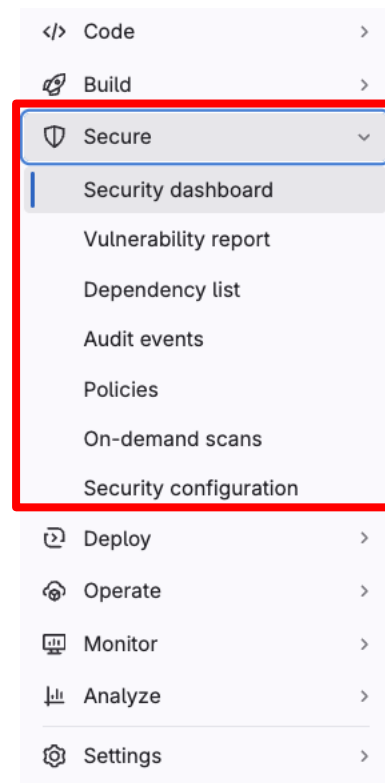 Code
Build
Secure
Security dashboard
Vulnerability report
Dependency list
Audit events
Policies
On-demand scans
Security configuration
Deploy
Operate
Monitor
Analyze
Settings